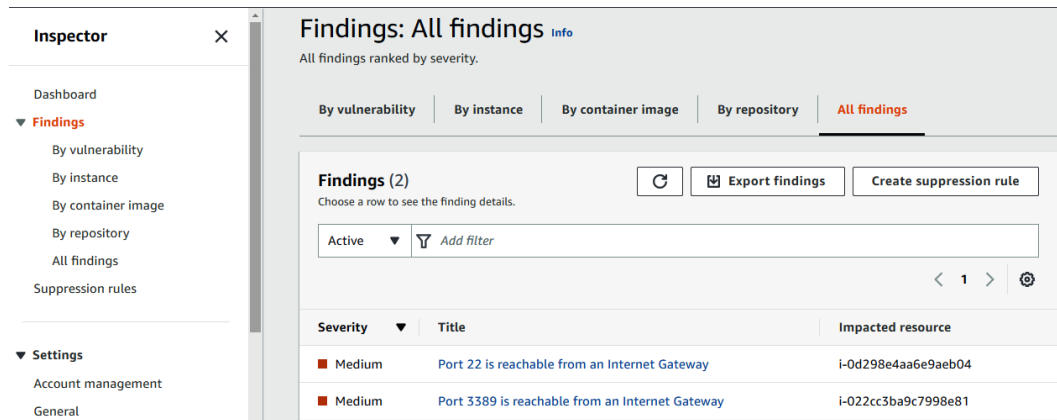 Inspector
Dashboard
Findings
By vulnerability
By instance
By container image
By repository
All findings
Suppression rules
Settings
Account management
General
Findings: All findings Info
All findings ranked by severity.
By vulnerability By instance By container image By repository All findings
Findings (2) Export findings Create suppression rule
Choose a row to see the finding details.
Active Add filter
1
Severity Title Impacted resource
Medium Port 22 is reachable from an Internet Gateway i-0d298e4aa6e9aeb04
Medium Port 3389 is reachable from an Internet Gateway i-022cc3ba9c7998e81